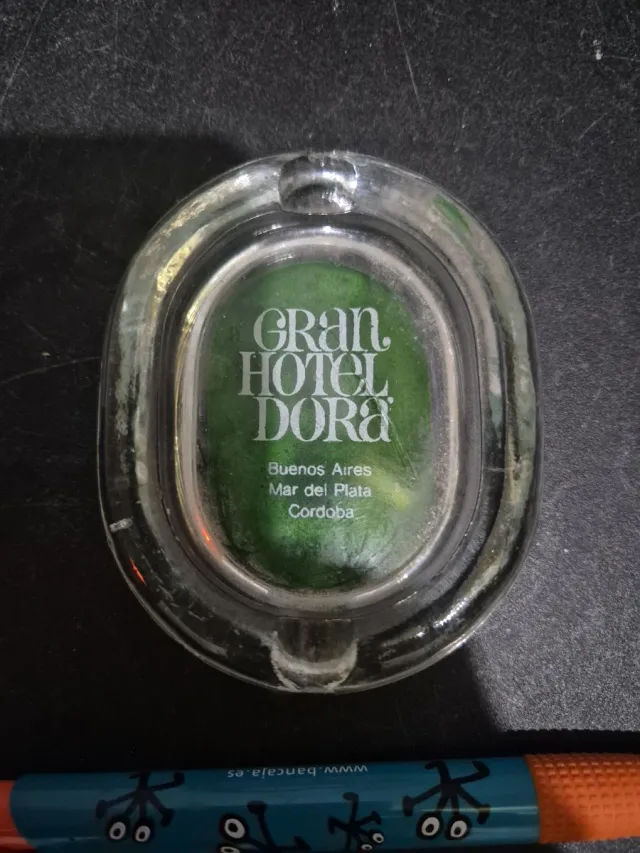 GRan
HOTEL
DORa
Buenos Aires
Mar del Plata
Cordoba
www.bancaja.es